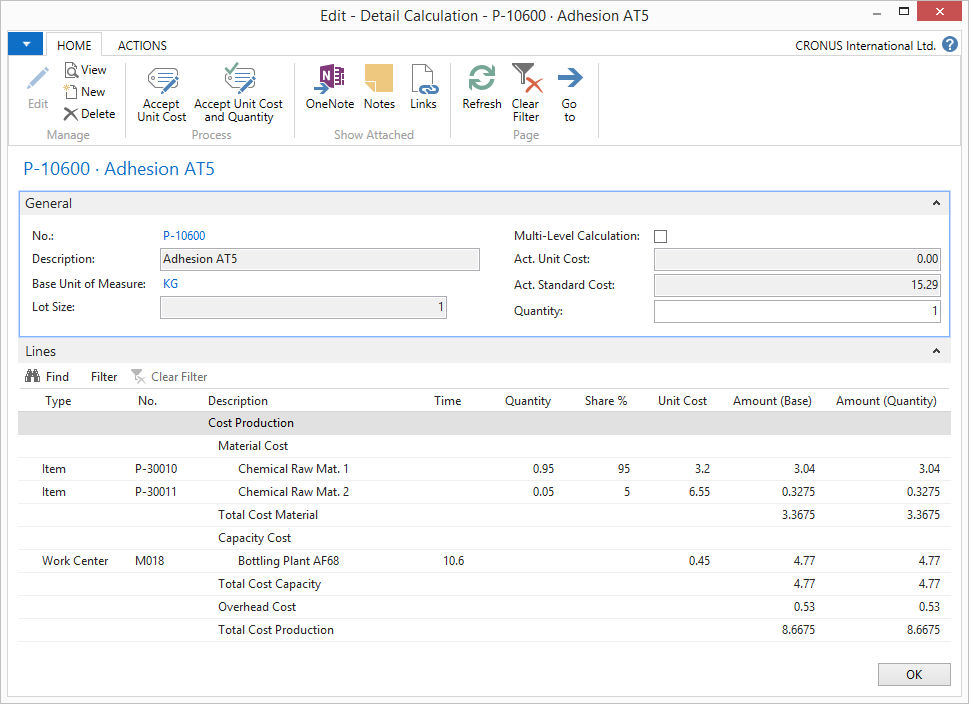 Edit - Detail Calculation - P-10600 · Adhesion AT5
HOME ACTIONS CRONUS International Ltd. ?
Edit
View
New
Delete
Manage
Accept Unit Cost
Accept Unit Cost and Quantity
Process
OneNote
Notes
Links
Show Attached
Refresh
Clear Filter
Go to
Page
P-10600 · Adhesion AT5
General
No.: P-10600 Multi-Level Calculation:
Description: Adhesion AT5 Act. Unit Cost: 0.00
Base Unit of Measure: KG Act. Standard Cost: 15.29
Lot Size: 1 Quantity: 1
Lines
Find Filter Clear Filter
Type No. Description Time Quantity Share % Unit Cost Amount (Base) Amount (Quantity)
Cost Production
Material Cost
Item P-30010 Chemical Raw Mat. 1 0.95 95 3.2 3.04 3.04
Item P-30011 Chemical Raw Mat. 2 0.05 5 6.55 0.3275 0.3275
Total Cost Material 3.3675 3.3675
Capacity Cost
Work Center M018 Bottling Plant AF68 10.6 0.45 4.77 4.77
Total Cost Capacity 4.77 4.77
Overhead Cost 0.53 0.53
Total Cost Production 8.6675 8.6675
OK